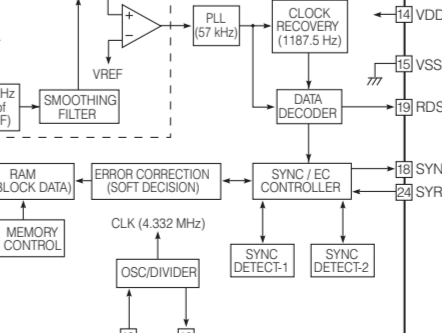 +
−
VREF
PLL
(57 kHz)
CLOCK
RECOVERY
(1187.5 Hz)
14 VDD
15 VSS
Hz
of
F)
SMOOTHING
FILTER
DATA
DECODER
19 RDS
RAM
BLOCK DATA)
ERROR CORRECTION
(SOFT DECISION)
SYNC / EC
CONTROLLER
18 SYN
24 SYR
MEMORY
CONTROL
CLK (4.332 MHz)
OSC/DIVIDER
SYNC
DETECT-1
SYNC
DETECT-2